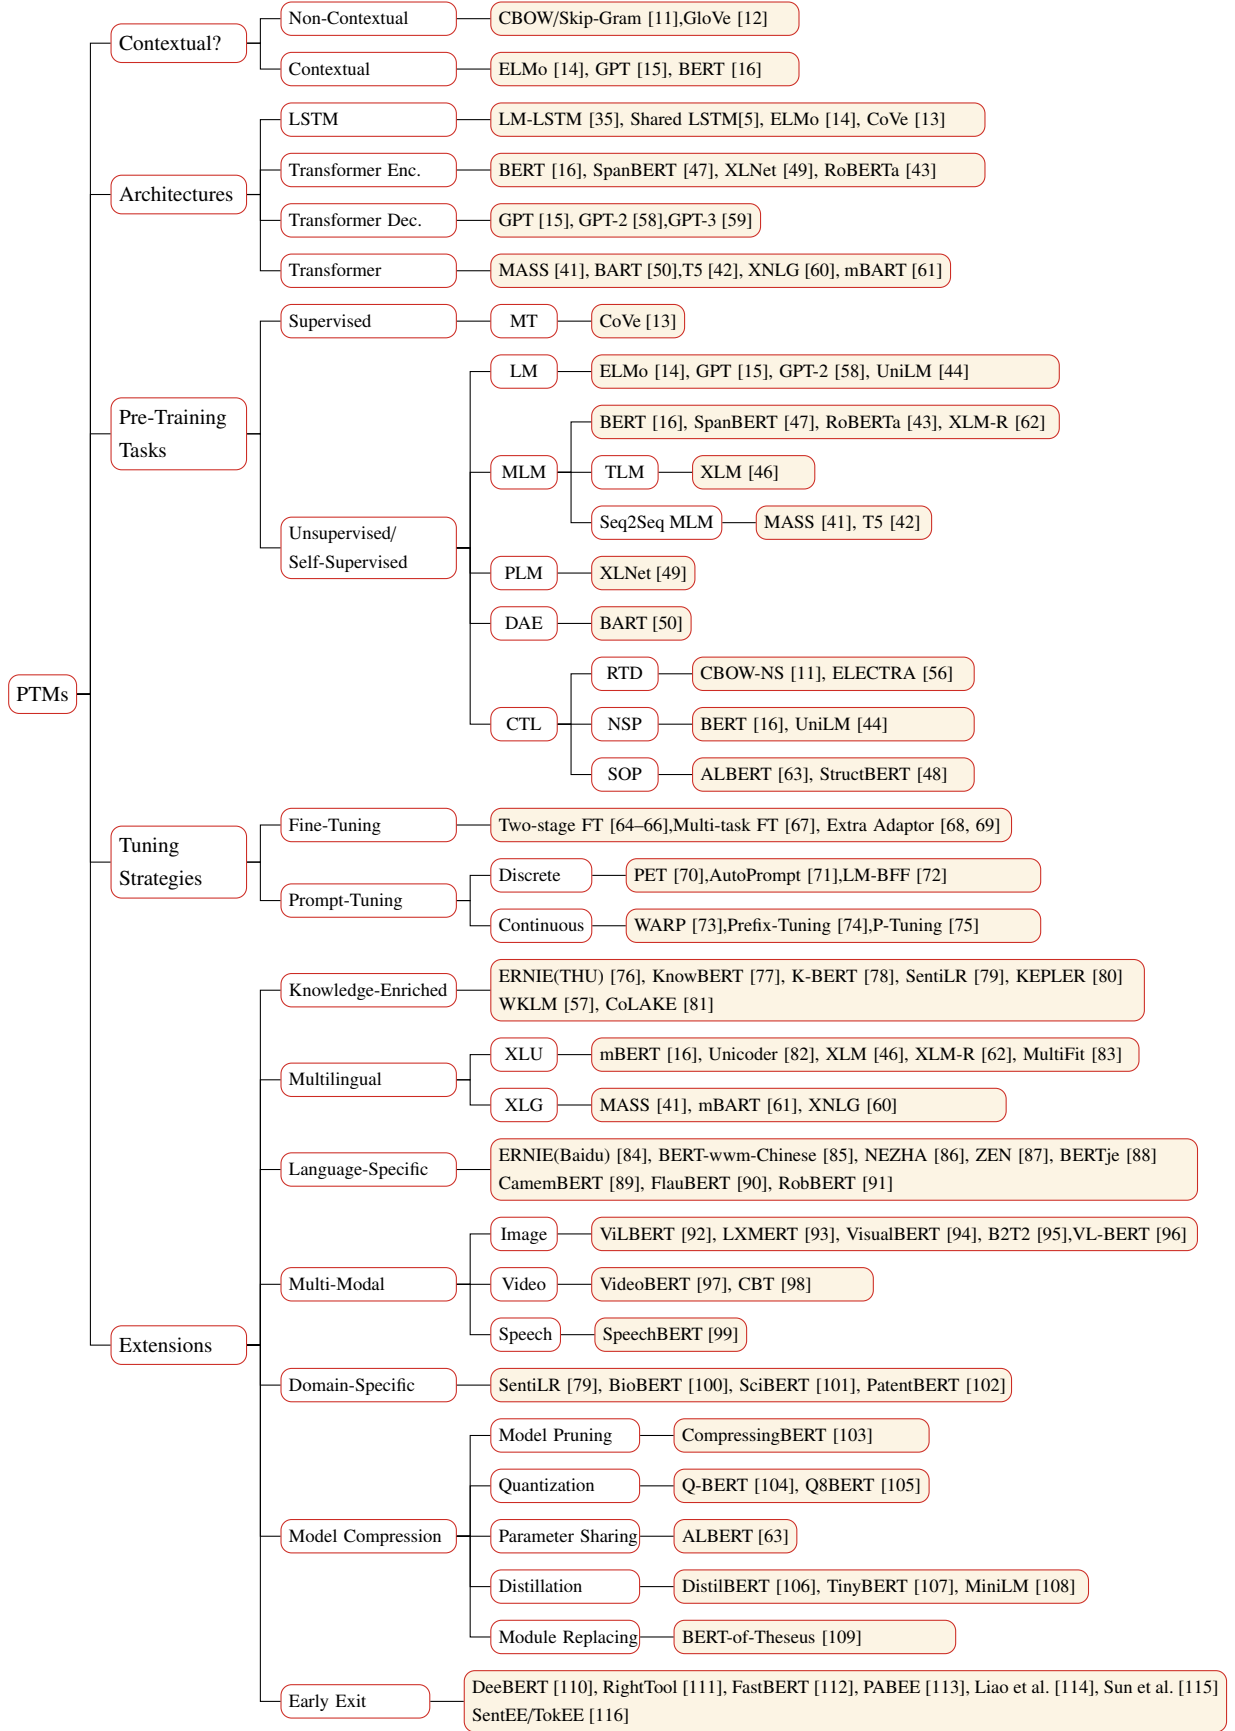 PTMs
Contextual?
Non-Contextual
CBOW/Skip-Gram [11],GloVe [12]
Contextual
ELMo [14], GPT [15], BERT [16]
Architectures
LSTM
LM-LSTM [35], Shared LSTM[5], ELMo [14], CoVe [13]
Transformer Enc.
BERT [16], SpanBERT [47], XLNet [49], RoBERTa [43]
Transformer Dec.
GPT [15], GPT-2 [58],GPT-3 [59]
Transformer
MASS [41], BART [50],T5 [42], XNLG [60], mBART [61]
Pre-Training
Tasks
Supervised
MT
CoVe [13]
Unsupervised/
Self-Supervised
LM
ELMo [14], GPT [15], GPT-2 [58], UniLM [44]
MLM
BERT [16], SpanBERT [47], RoBERTa [43], XLM-R [62]
TLM
XLM [46]
Seq2Seq MLM
MASS [41], T5 [42]
PLM
XLNet [49]
DAE
BART [50]
CTL
RTD
CBOW-NS [11], ELECTRA [56]
NSP
BERT [16], UniLM [44]
SOP
ALBERT [63], StructBERT [48]
Tuning
Strategies
Fine-Tuning
Two-stage FT [64–66],Multi-task FT [67], Extra Adaptor [68, 69]
Prompt-Tuning
Discrete
PET [70],AutoPrompt [71],LM-BFF [72]
Continuous
WARP [73],Prefix-Tuning [74],P-Tuning [75]
Extensions
Knowledge-Enriched
ERNIE(THU) [76], KnowBERT [77], K-BERT [78], SentiLR [79], KEPLER [80]
WKLM [57], CoLAKE [81]
Multilingual
XLU
mBERT [16], Unicoder [82], XLM [46], XLM-R [62], MultiFit [83]
XLG
MASS [41], mBART [61], XNLG [60]
Language-Specific
ERNIE(Baidu) [84], BERT-wwm-Chinese [85], NEZHA [86], ZEN [87], BERTje [88]
CamemBERT [89], FlauBERT [90], RobBERT [91]
Multi-Modal
Image
ViLBERT [92], LXMERT [93], VisualBERT [94], B2T2 [95],VL-BERT [96]
Video
VideoBERT [97], CBT [98]
Speech
SpeechBERT [99]
Domain-Specific
SentiLR [79], BioBERT [100], SciBERT [101], PatentBERT [102]
Model Compression
Model Pruning
CompressingBERT [103]
Quantization
Q-BERT [104], Q8BERT [105]
Parameter Sharing
ALBERT [63]
Distillation
DistilBERT [106], TinyBERT [107], MiniLM [108]
Module Replacing
BERT-of-Theseus [109]
Early Exit
DeeBERT [110], RightTool [111], FastBERT [112], PABEE [113], Liao et al. [114], Sun et al. [115]
SentEE/TokEE [116]